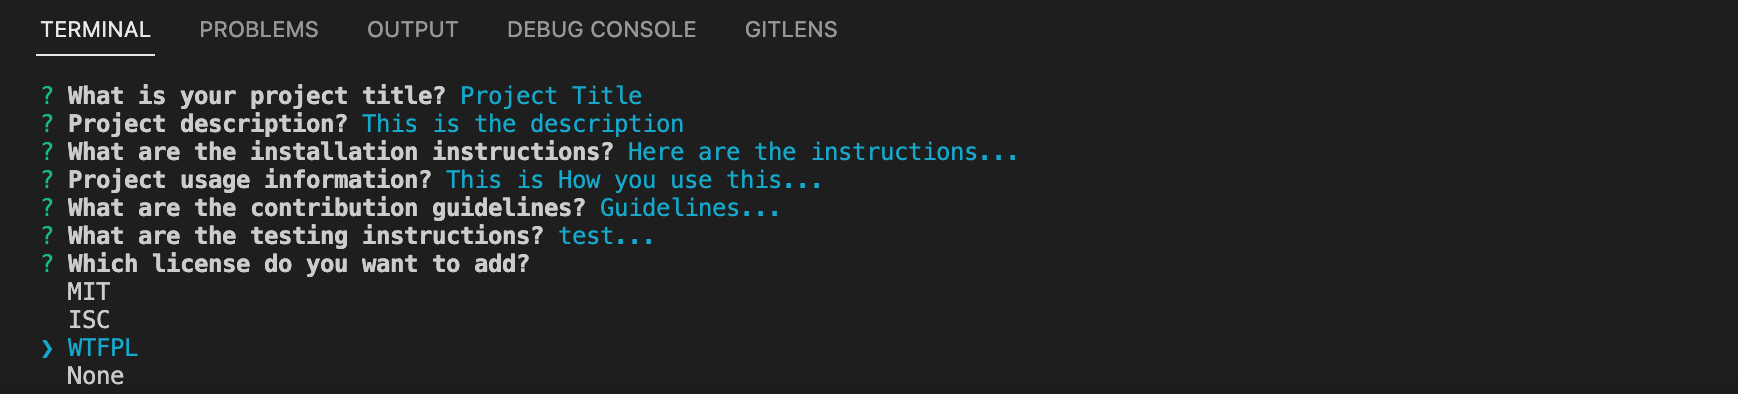 TERMINAL PROBLEMS OUTPUT DEBUG CONSOLE GITLENS
? What is your project title? Project Title
? Project description? This is the description
? What are the installation instructions? Here are the instructions...
? Project usage information? This is How you use this...
? What are the contribution guidelines? Guidelines...
? What are the testing instructions? test...
? Which license do you want to add?
MIT
ISC
❯ WTFPL
None